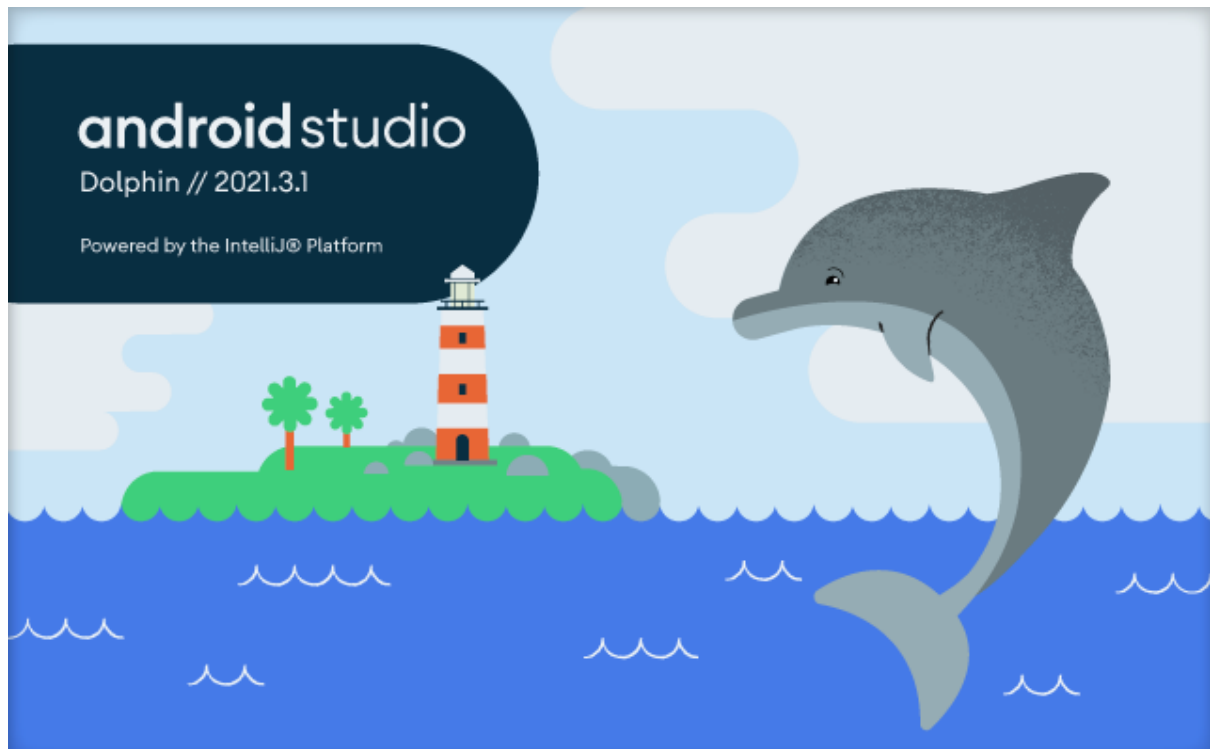 android studio
Dolphin // 2021.3.1
Powered by the IntelliJ® Platform